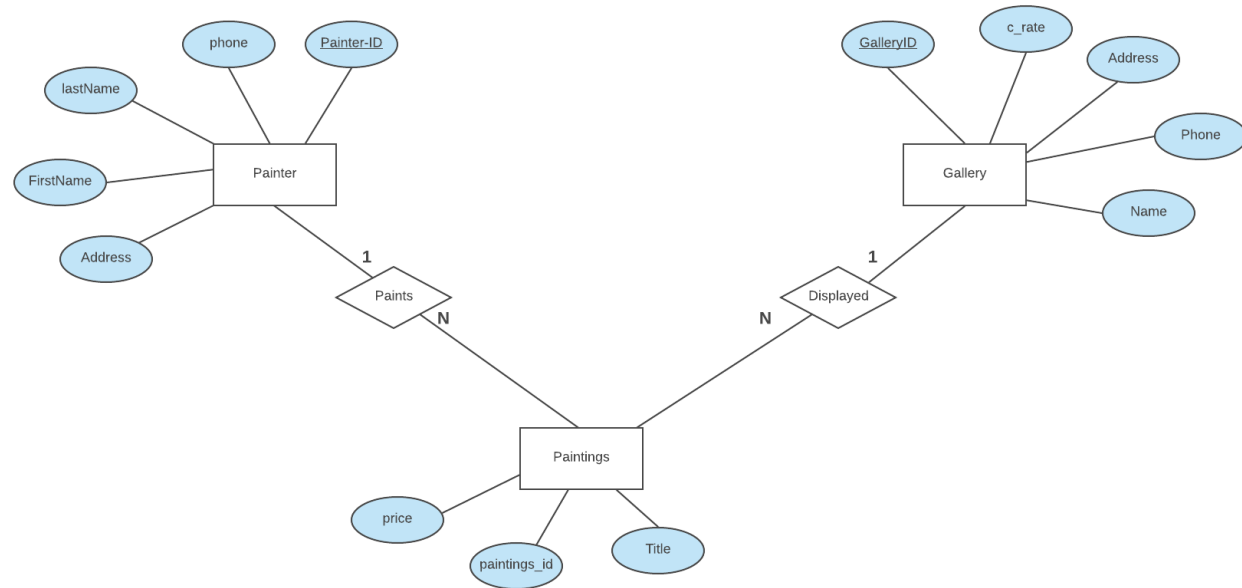 phone
Painter-ID
lastName
FirstName
Address
Painter
GalleryID
c_rate
Address
Phone
Name
Gallery
1
Paints
N
1
Displayed
N
Paintings
price
paintings_id
Title